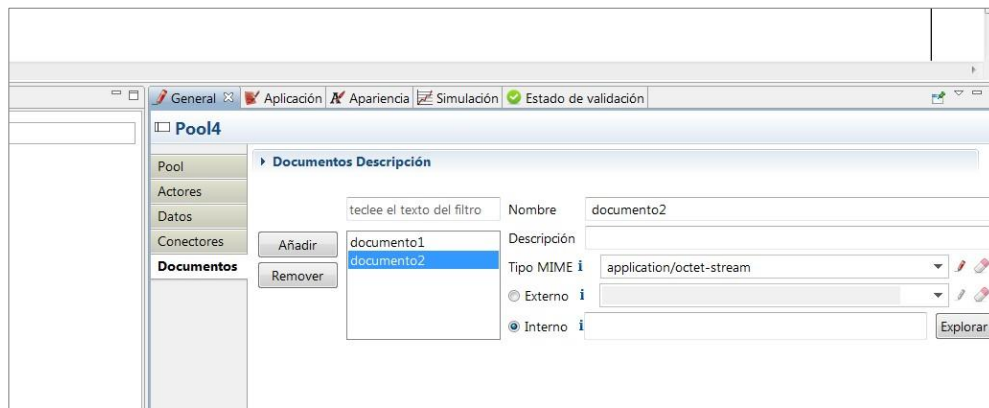 General Aplicación Apariencia Simulación Estado de validación
Pool4
Pool
Actores
Datos
Conectores
Documentos
Documentos Descripción
teclee el texto del filtro
Añadir
Remover
documento1
documento2
Nombre documento2
Descripción
Tipo MIME i application/octet-stream
Externo i
Interno i Explorar